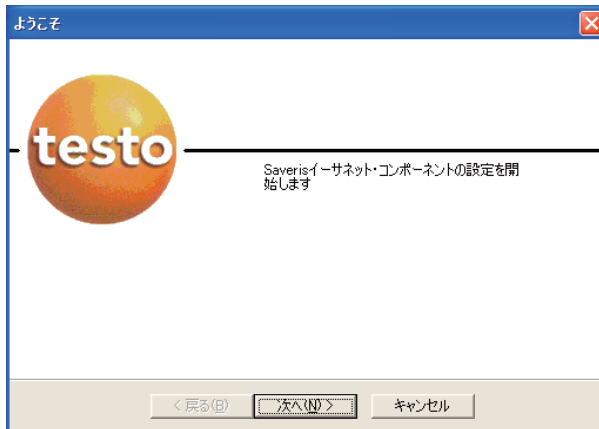 ようこそ
testo
Saverisイーサネット・コンポーネントの設定を開
始します
< 戻る(B)
次へ(N) >
キャンセル